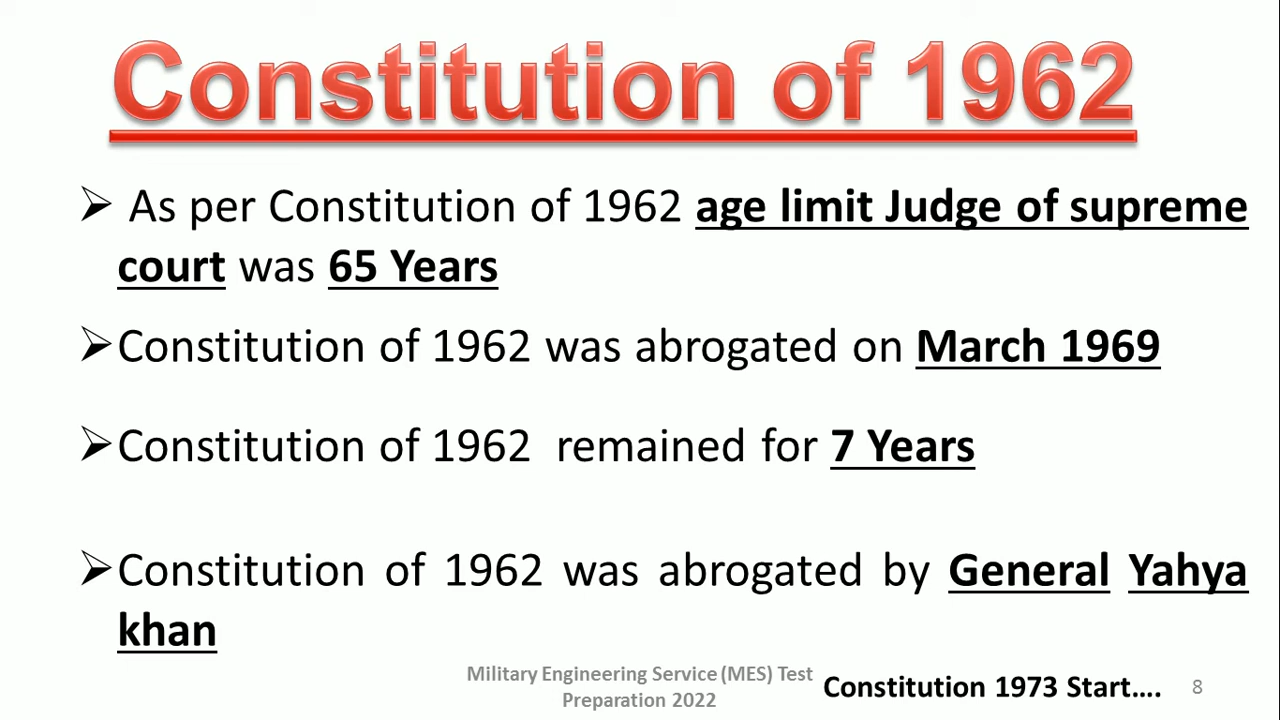 Constitution of 1962
➢ As per Constitution of 1962 age limit Judge of supreme
court was 65 Years
➢Constitution of 1962 was abrogated on March 1969
➢Constitution of 1962 remained for 7 Years
➢Constitution of 1962 was abrogated by General Yahya
khan
Military Engineering Service (MES) Test
Preparation 2022
Constitution 1973 Start.... 8